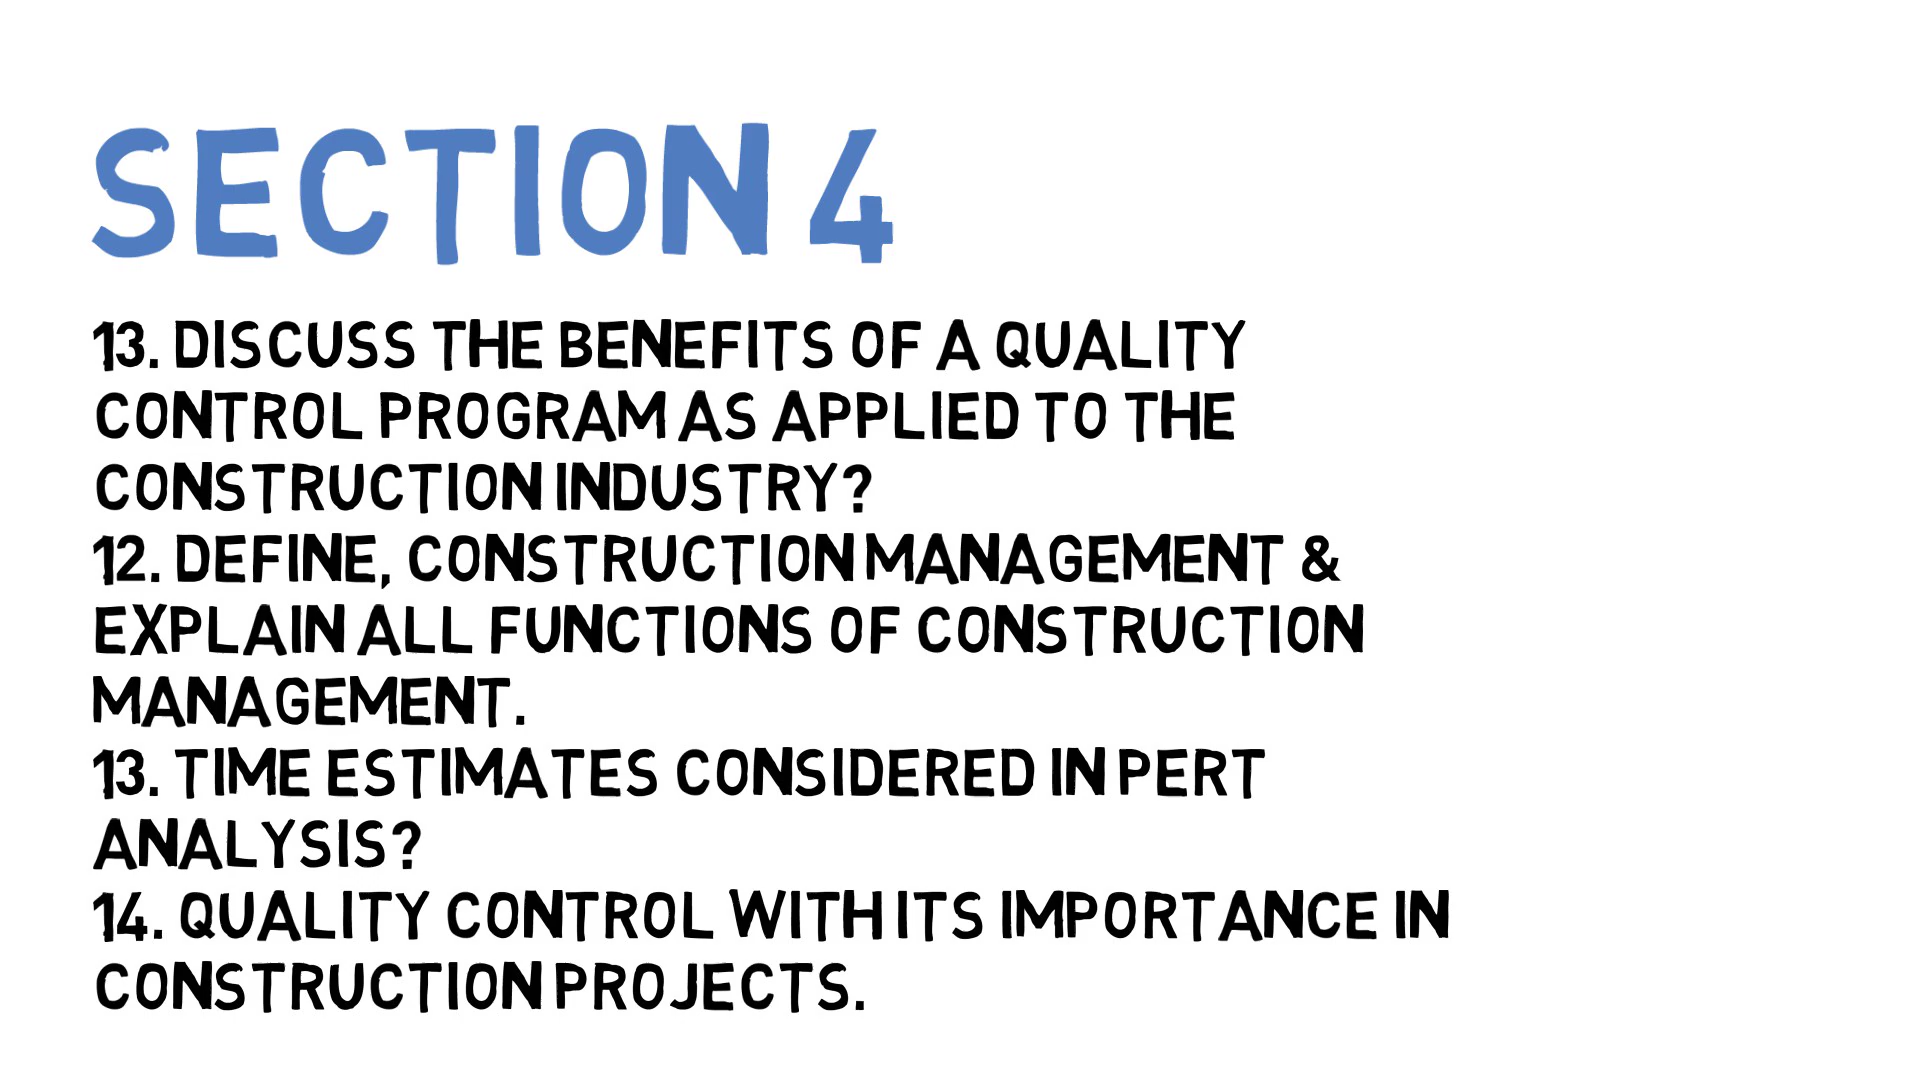 SECTION 4
13. DISCUSS THE BENEFITS OF A QUALITY
CONTROL PROGRAM AS APPLIED TO THE
CONSTRUCTION INDUSTRY?
12. DEFINE, CONSTRUCTION MANAGEMENT &
EXPLAIN ALL FUNCTIONS OF CONSTRUCTION
MANAGEMENT.
13. TIME ESTIMATES CONSIDERED IN PERT
ANALYSIS?
14. QUALITY CONTROL WITH ITS IMPORTANCE IN
CONSTRUCTION PROJECTS.